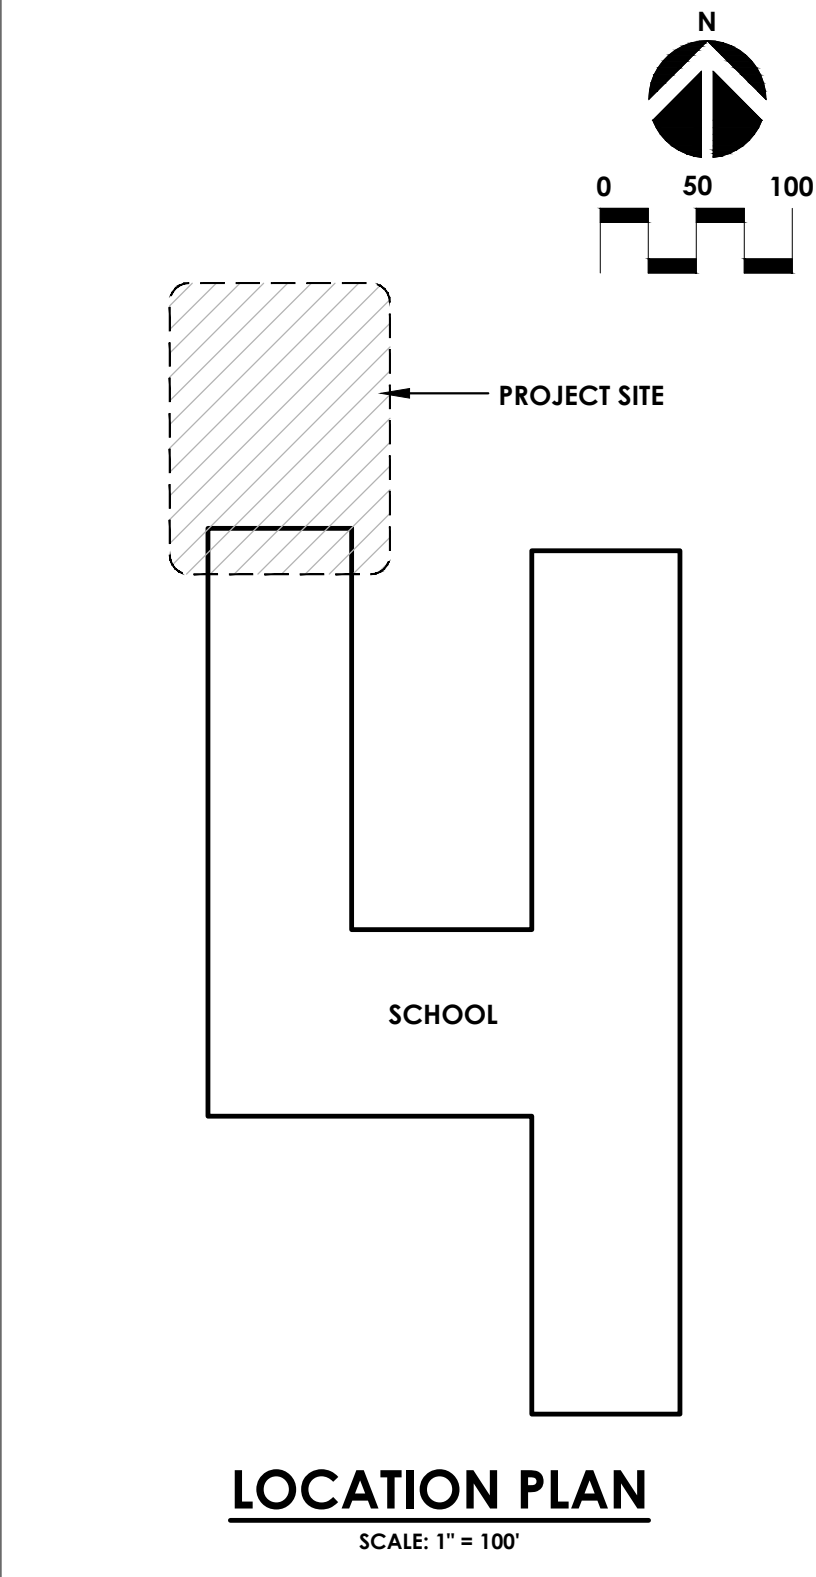 N
0 50 100
PROJECT SITE
SCHOOL
LOCATION PLAN
SCALE: 1" = 100'